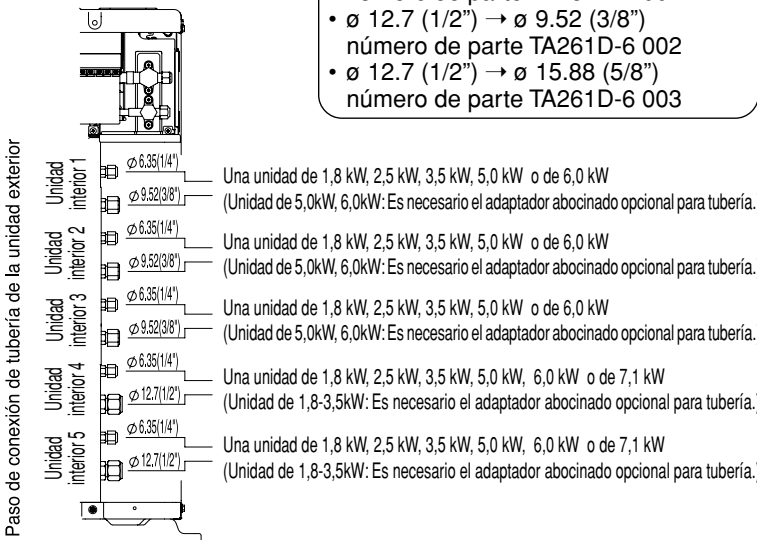 • ø 12.7 (1/2”) → ø 9.52 (3/8”)
número de parte TA261D-6 002
• ø 12.7 (1/2”) → ø 15.88 (5/8”)
número de parte TA261D-6 003
Paso de conexión de tubería de la unidad exterior
Unidad
interior 1
ø 6.35(1/4")
ø 9.52(3/8")
Una unidad de 1,8 kW, 2,5 kW, 3,5 kW, 5,0 kW o de 6,0 kW
(Unidad de 5,0kW, 6,0kW: Es necesario el adaptador abocinado opcional para tubería.
Unidad
interior 2
ø 6.35(1/4")
ø 9.52(3/8")
Una unidad de 1,8 kW, 2,5 kW, 3,5 kW, 5,0 kW o de 6,0 kW
(Unidad de 5,0kW, 6,0kW: Es necesario el adaptador abocinado opcional para tubería.
Unidad
interior 3
ø 6.35(1/4")
ø 9.52(3/8")
Una unidad de 1,8 kW, 2,5 kW, 3,5 kW, 5,0 kW o de 6,0 kW
(Unidad de 5,0kW, 6,0kW: Es necesario el adaptador abocinado opcional para tubería.
Unidad
interior 4
ø 6.35(1/4")
ø 12.7(1/2")
Una unidad de 1,8 kW, 2,5 kW, 3,5 kW, 5,0 kW, 6,0 kW o de 7,1 kW
(Unidad de 1,8-3,5kW: Es necesario el adaptador abocinado opcional para tubería.)
Unidad
interior 5
ø 6.35(1/4")
ø 12.7(1/2")
Una unidad de 1,8 kW, 2,5 kW, 3,5 kW, 5,0 kW, 6,0 kW o de 7,1 kW
(Unidad de 1,8-3,5kW: Es necesario el adaptador abocinado opcional para tubería.)